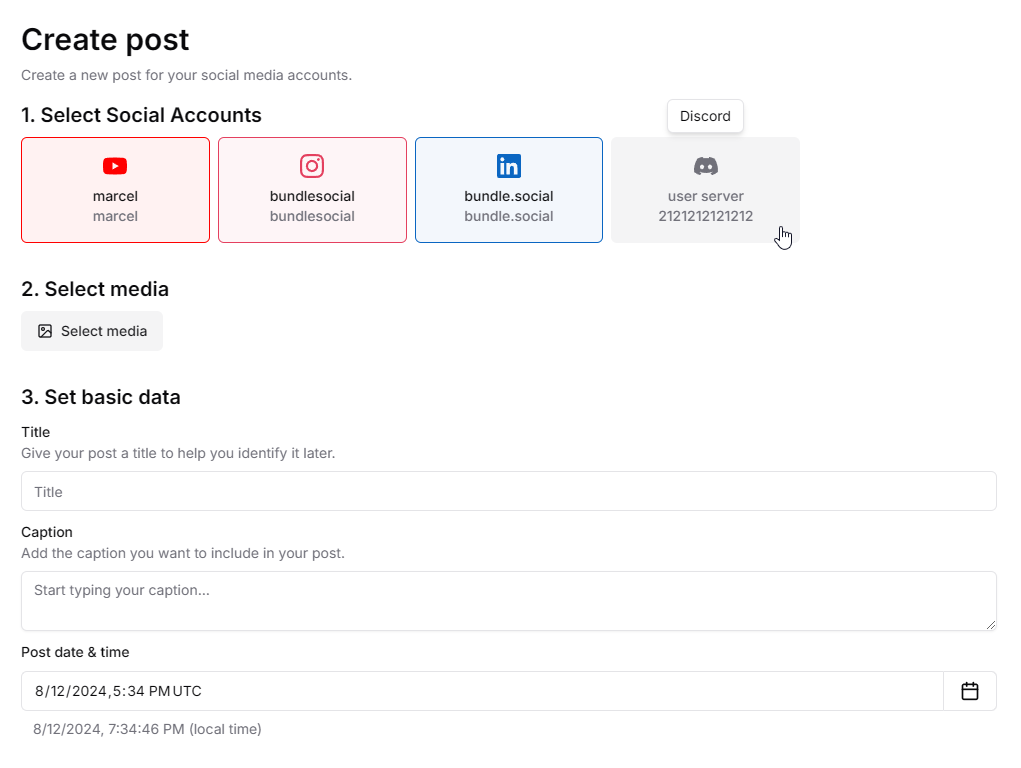 Create post
Create a new post for your social media accounts.
1. Select Social Accounts
Discord
marcel
marcel
bundlesocial
bundlesocial
in
bundle.social
bundle.social
user server
2121212121212
2. Select media
Select media
3. Set basic data
Title
Give your post a title to help you identify it later.
Title
Caption
Add the caption you want to include in your post.
Start typing your caption...
Post date & time
8/12/2024,5:34 PM UTC
8/12/2024, 7:34:46 PM (local time)